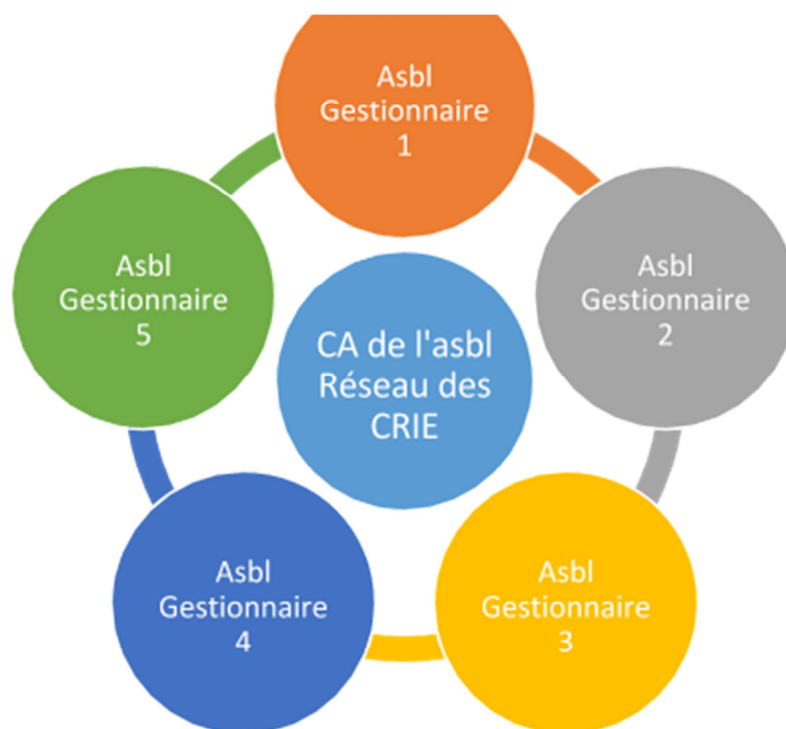 Asbl
Gestionnaire
1
Asbl
Gestionnaire
2
Asbl
Gestionnaire
3
Asbl
Gestionnaire
4
Asbl
Gestionnaire
5
CA de l'asbl
Réseau des
CRIE